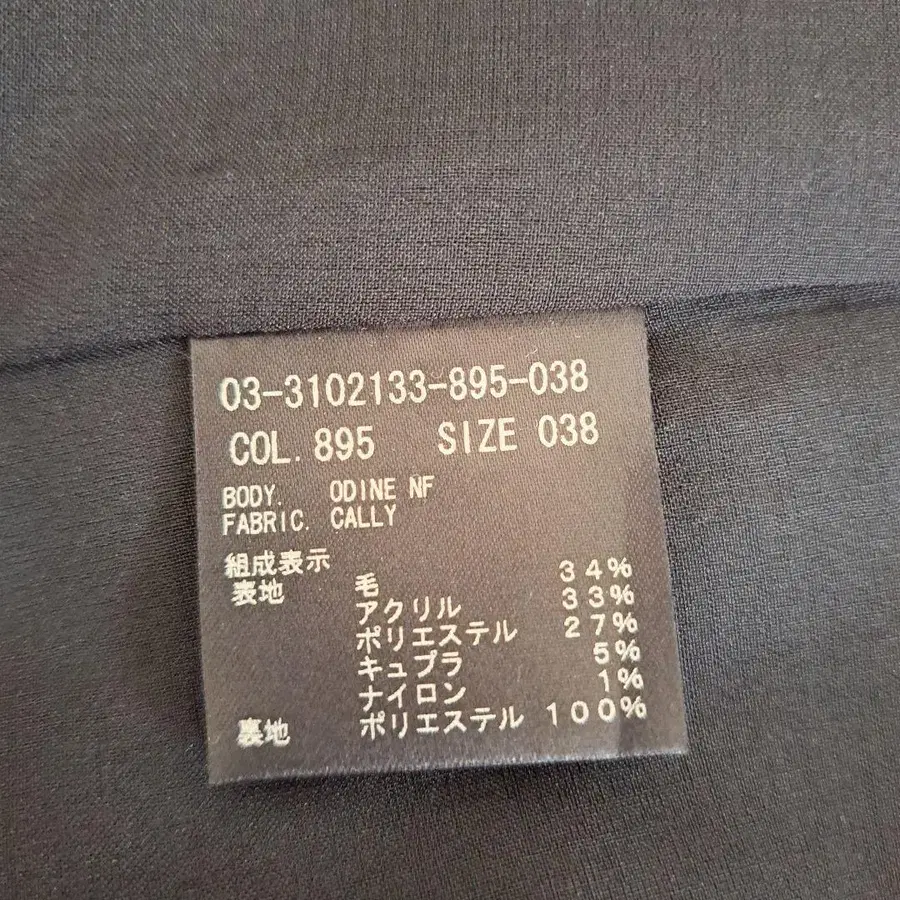 03-3102133-895-038
COL. 895 SIZE 038
BODY. ODINE NF
FABRIC. CALLY
組成表示
表地 毛 34%
アクリル 33%
ポリエステル 27%
キュプラ 5%
ナイロン 1%
裏地 ポリエステル 100%